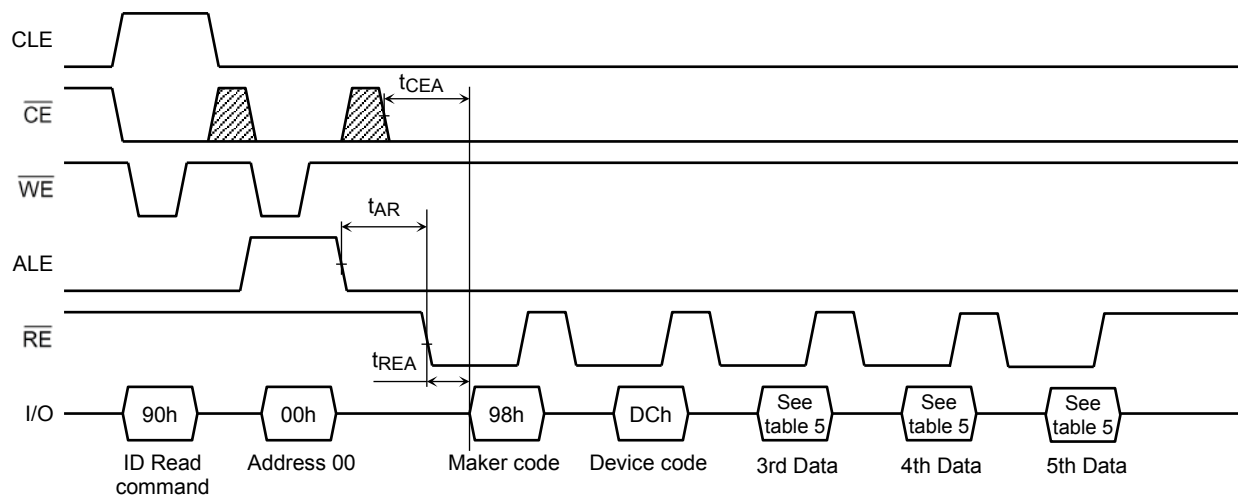 CLE
tCEA
CE
WE
tAR
ALE
RE
tREA
I/O
90h
00h
98h
DCh
See
table 5
See
table 5
See
table 5
ID Read
command
Address 00
Maker code
Device code
3rd Data
4th Data
5th Data